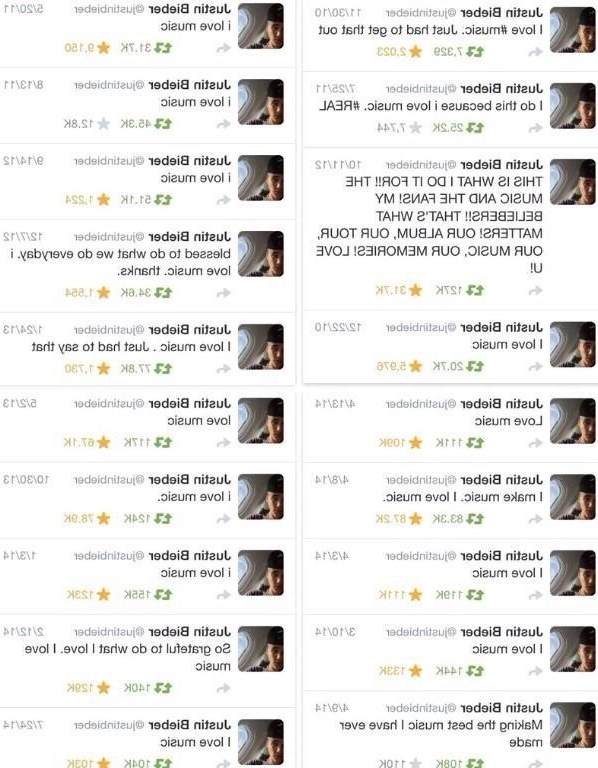 Justin Bieber @justinbieber 11/30/10
I love #music. Just had to get that out
7,329 2,023
Justin Bieber @justinbieber 7/25/11
I do this because i love music. #REAL
25.2K 7,744
Justin Bieber @justinbieber 10/11/12
THIS IS WHAT I DO IT FOR!! THE
MUSIC AND THE FANS! MY
BELIEBERS!! THAT'S WHAT
MATTERS! OUR ALBUM, OUR TOUR,
OUR MUSIC, OUR MEMORIES! LOVE
U!
127K 31.7K
Justin Bieber @justinbieber 12/22/10
I love music
20.7K 5,976
Justin Bieber @justinbieber 4/13/14
Love music
111K 109K
Justin Bieber @justinbieber 4/8/14
I make music. I love music.
83.3K 87.2K
Justin Bieber @justinbieber 4/3/14
I love music
119K 111K
Justin Bieber @justinbieber 3/10/14
I love music
144K 133K
Justin Bieber @justinbieber 4/9/14
Making the best music I have ever
made
108K 110K
Justin Bieber @justinbieber 5/20/11
i love music
31.7K 9,150
Justin Bieber @justinbieber 8/13/11
i love music
45.3K 12.8K
Justin Bieber @justinbieber 9/14/12
i love music
51.1K 1,224
Justin Bieber @justinbieber 12/7/12
blessed to do what we do everyday. i
love music. thanks.
34.6K 1,554
Justin Bieber @justinbieber 1/24/13
I love music . Just had to say that
77.8K 1,730
Justin Bieber @justinbieber 5/2/13
love music
117K 67.1K
Justin Bieber @justinbieber 10/30/13
i love music.
124K 78.9K
Justin Bieber @justinbieber 1/3/14
i love music
155K 123K
Justin Bieber @justinbieber 2/12/14
So grateful to do what I love. I love
music
140K 129K
Justin Bieber @justinbieber 7/24/14
I love music
104K 103K